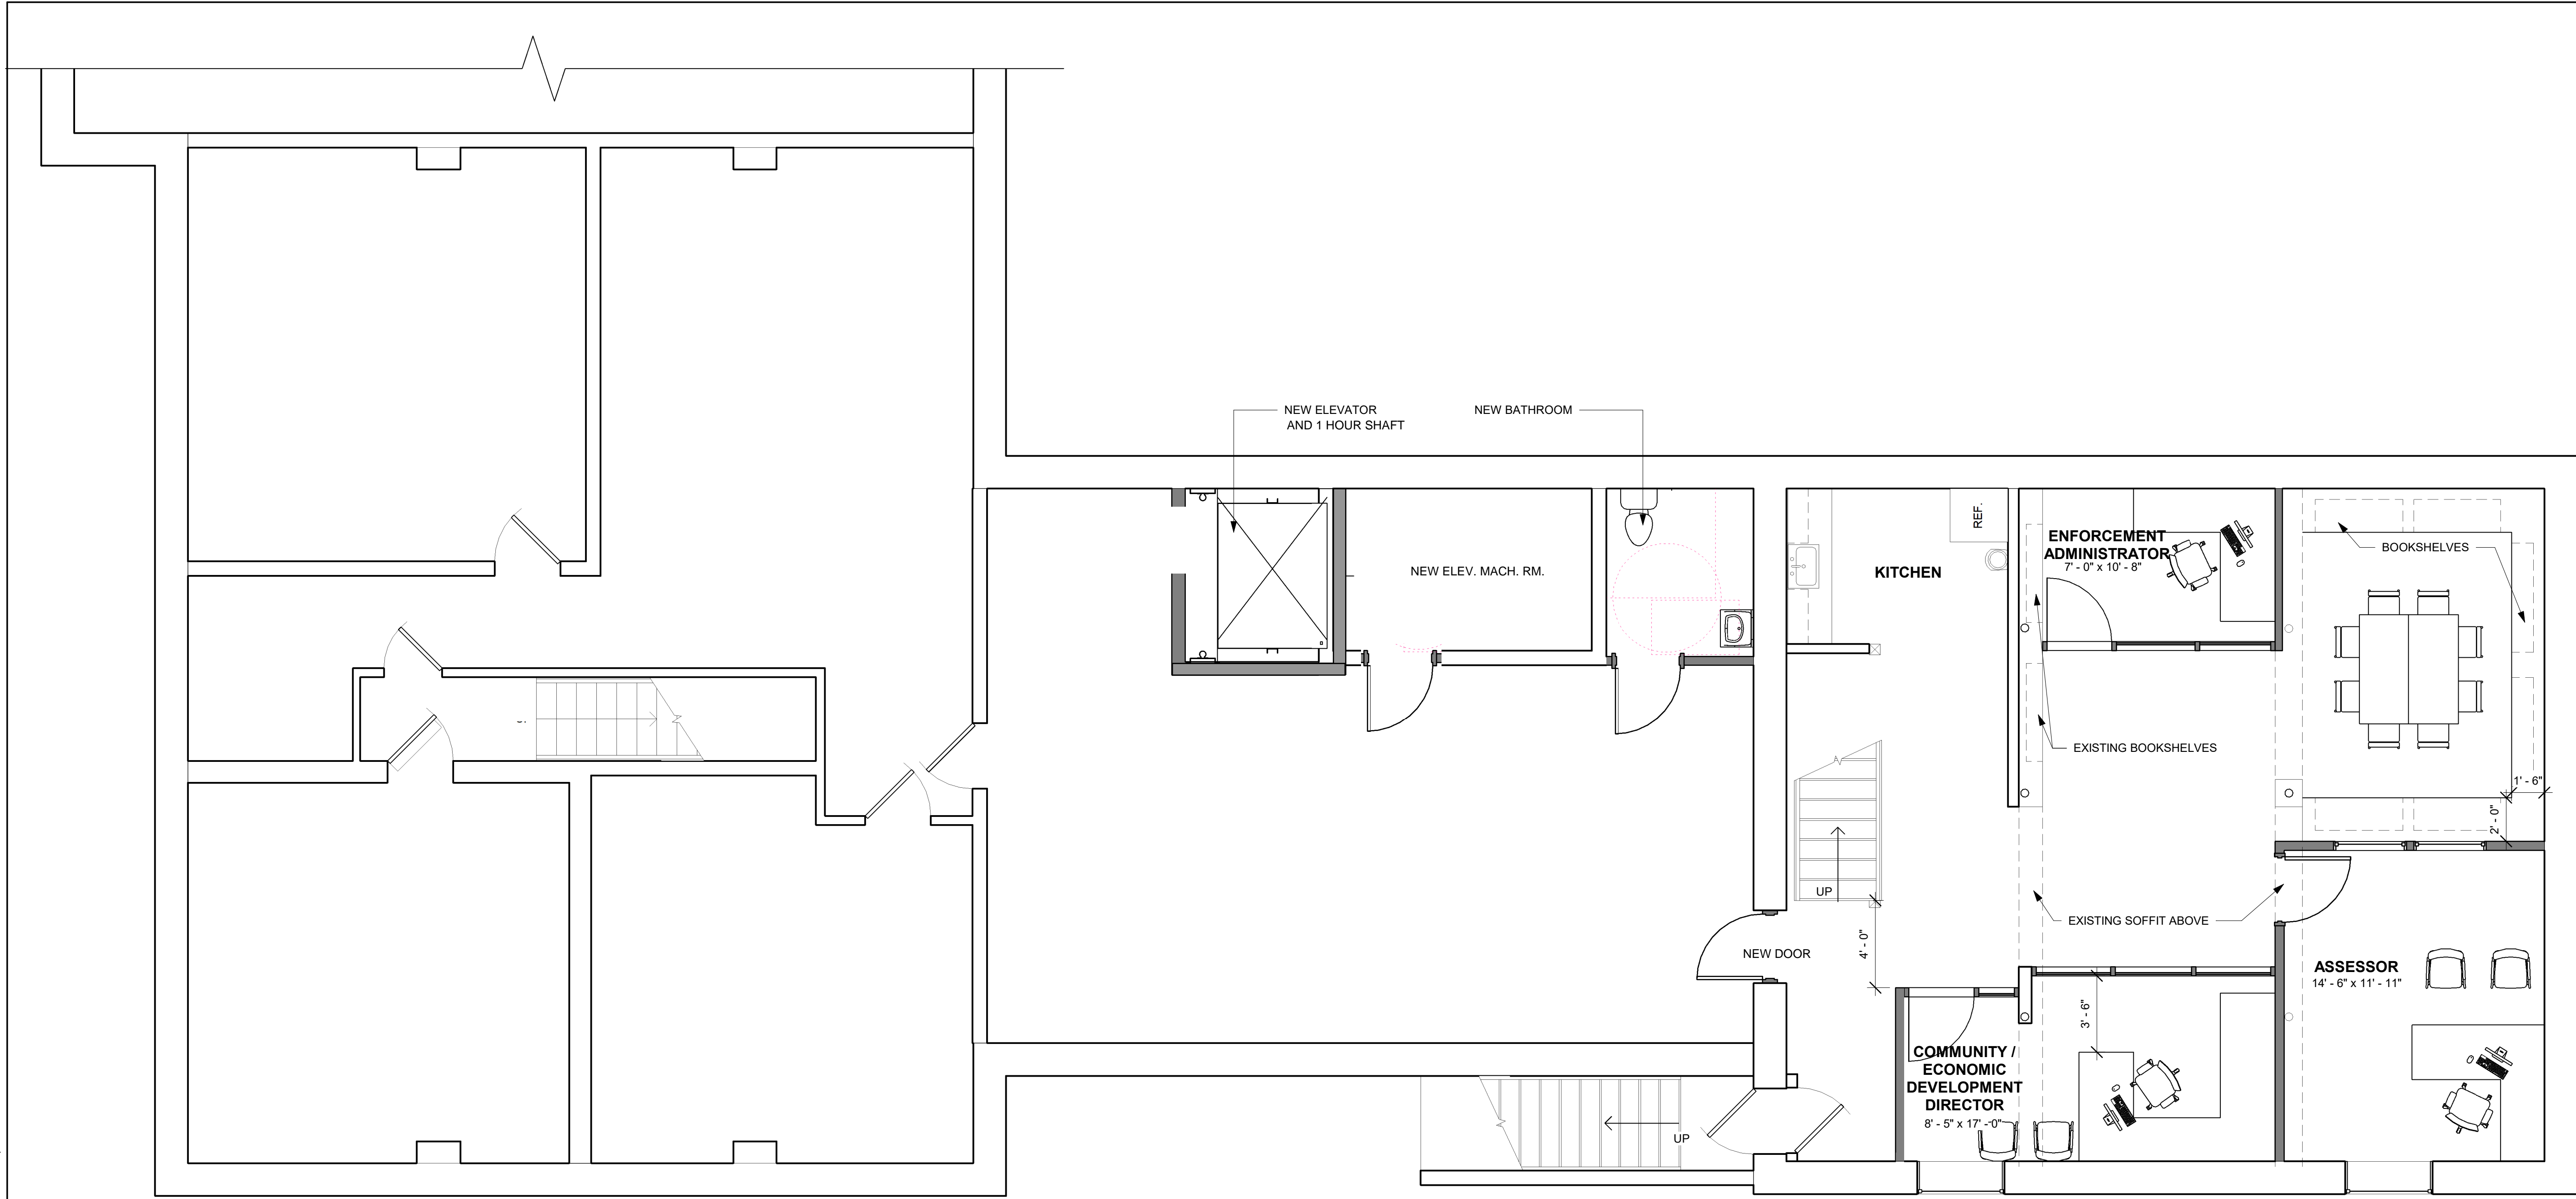 NEW ELEVATOR
AND 1 HOUR SHAFT
NEW BATHROOM
NEW ELEV. MACH. RM.
KITCHEN
REF.
ENFORCEMENT
ADMINISTRATOR
7' - 0" x 10' - 8"
BOOKSHELVES
EXISTING BOOKSHELVES
1' - 6"
2' - 0"
UP
EXISTING SOFFIT ABOVE
NEW DOOR
4' - 0"
ASSESSOR
14' - 6" x 11' - 11"
3' - 6"
COMMUNITY /
ECONOMIC
DEVELOPMENT
DIRECTOR
8' - 5" x 17' - 0"
UP